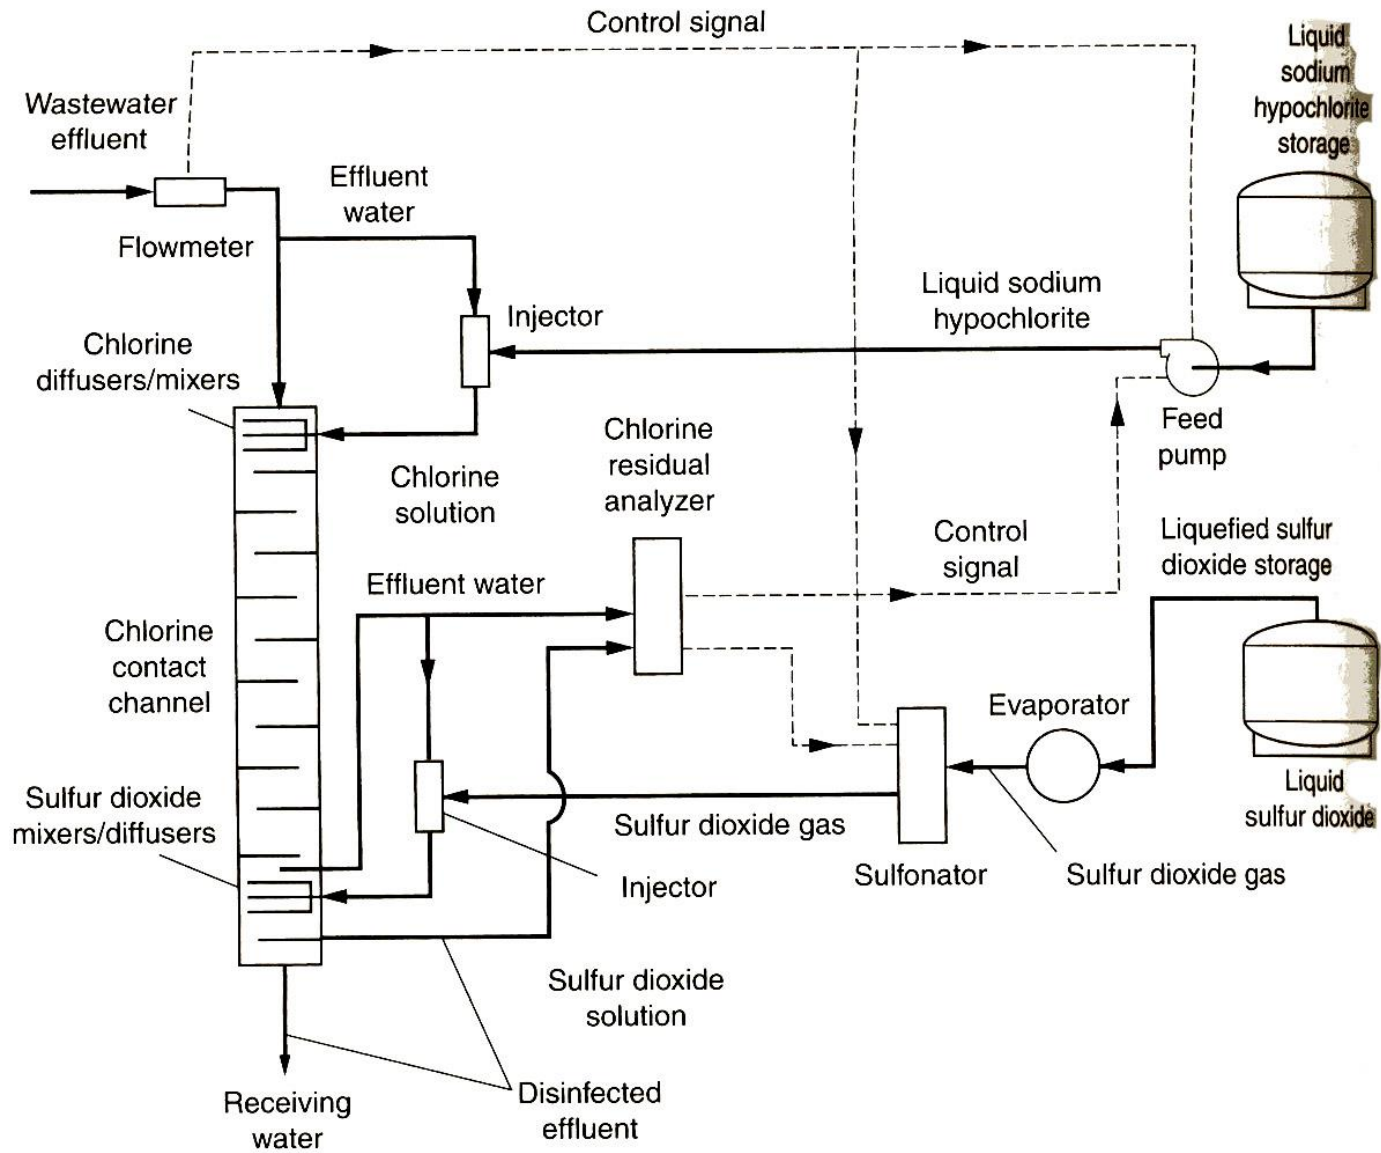 Control signal
Liquid
sodium
hypochlorite
storage
Wastewater
effluent
Effluent
water
Flowmeter
Liquid sodium
hypochlorite
Injector
Chlorine
diffusers/mixers
Feed
pump
Chlorine
residual
analyzer
Chlorine
solution
Control
signal
Liquefied sulfur
dioxide storage
Effluent water
Chlorine
contact
channel
Evaporator
Liquid
sulfur dioxide
Sulfur dioxide
mixers/diffusers
Sulfur dioxide gas
Sulfonator
Sulfur dioxide gas
Injector
Sulfur dioxide
solution
Disinfected
effluent
Receiving
water